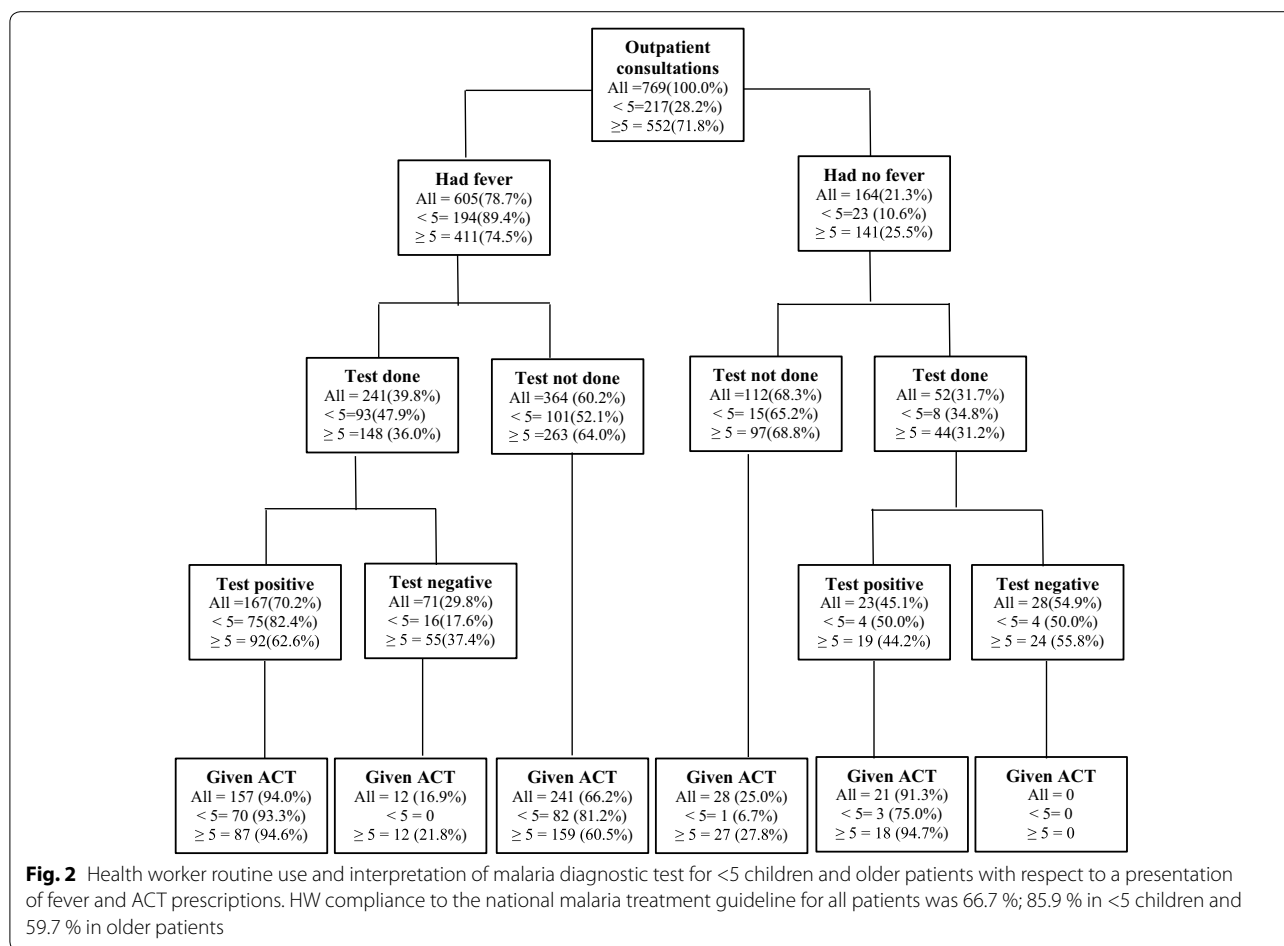 Outpatient
consultations
All =769(100.0%)
< 5=217(28.2%)
≥5 = 552(71.8%)
Had fever
All = 605(78.7%)
< 5= 194(89.4%)
≥ 5 = 411(74.5%)
Had no fever
All = 164(21.3%)
< 5=23 (10.6%)
≥ 5 = 141(25.5%)
Test done
All = 241(39.8%)
< 5=93(47.9%)
≥ 5 =148 (36.0%)
Test not done
All =364 (60.2%)
< 5= 101(52.1%)
≥ 5 =263 (64.0%)
Test not done
All =112(68.3%)
< 5= 15(65.2%)
≥ 5 = 97(68.8%)
Test done
All = 52(31.7%)
< 5=8 (34.8%)
≥ 5 = 44(31.2%)
Test positive
All =167(70.2%)
< 5= 75(82.4%)
≥ 5 = 92(62.6%)
Test negative
All =71(29.8%)
< 5= 16(17.6%)
≥ 5 = 55(37.4%)
Test positive
All = 23(45.1%)
< 5= 4 (50.0%)
≥ 5 = 19 (44.2%)
Test negative
All = 28(54.9%)
< 5= 4 (50.0%)
≥ 5 = 24 (55.8%)
Given ACT
All = 157 (94.0%)
< 5= 70 (93.3%)
≥ 5 = 87 (94.6%)
Given ACT
All = 12 (16.9%)
< 5 = 0
≥ 5 = 12 (21.8%)
Given ACT
All = 241 (66.2%)
< 5= 82 (81.2%)
≥ 5 = 159 (60.5%)
Given ACT
All = 28 (25.0%)
< 5= 1 (6.7%)
≥ 5 = 27 (27.8%)
Given ACT
All = 21 (91.3%)
< 5= 3 (75.0%)
≥ 5 = 18 (94.7%)
Given ACT
All = 0
< 5= 0
≥ 5 = 0
Fig. 2 Health worker routine use and interpretation of malaria diagnostic test for <5 children and older patients with respect to a presentation
of fever and ACT prescriptions. HW compliance to the national malaria treatment guideline for all patients was 66.7 %; 85.9 % in <5 children and
59.7 % in older patients